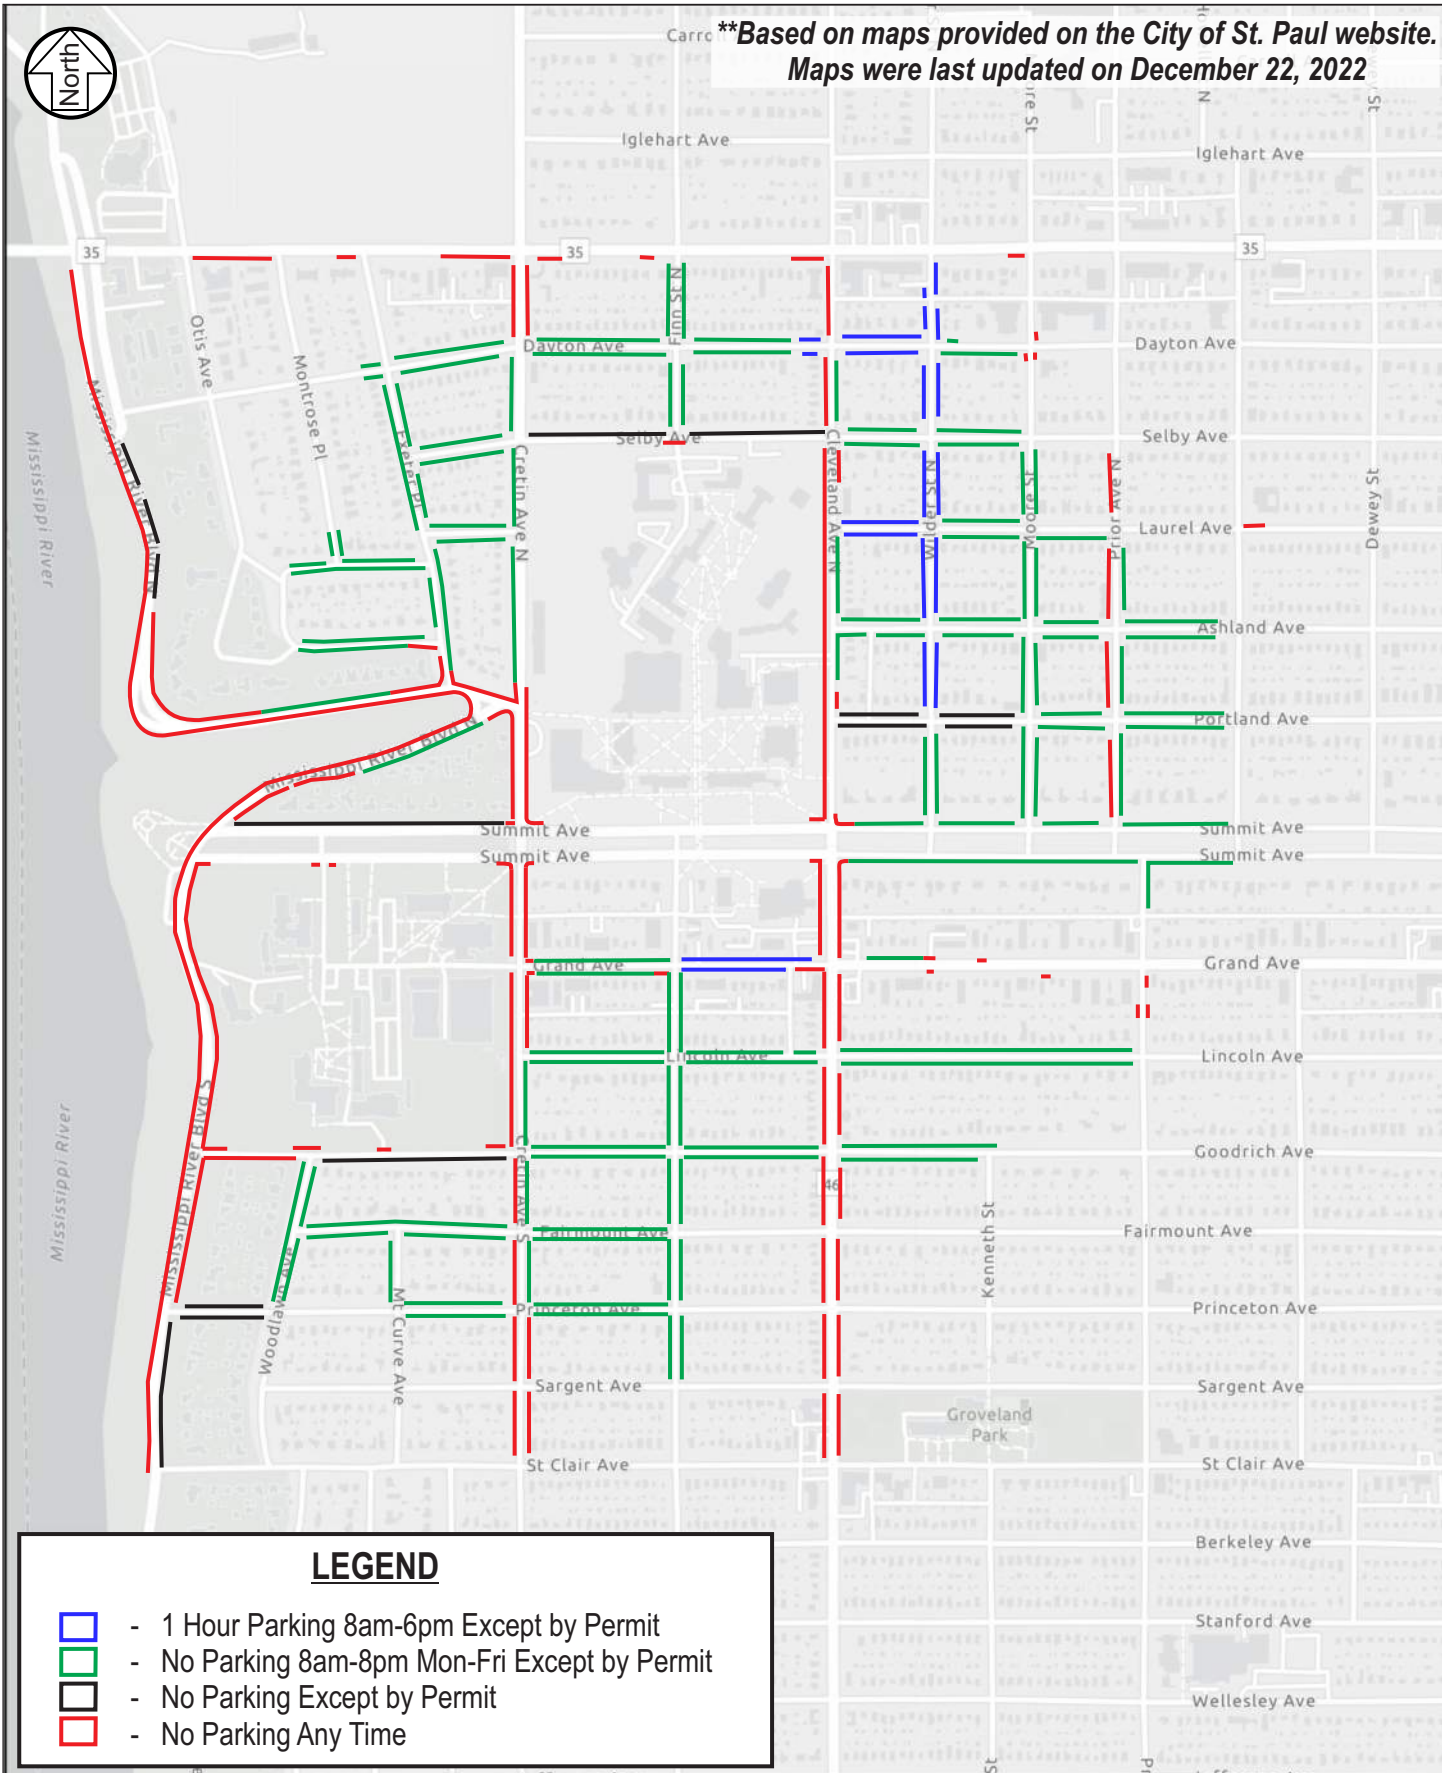 **Based on maps provided on the City of St. Paul website.
Maps were last updated on December 22, 2022
North
Iglehart Ave
Iglehart Ave
35
35
35
Otis Ave
Montrose Pl
Exeter Pl
Finn St N
Dayton Ave
Dayton Ave
Selby Ave
Selby Ave
Mississippi River
Mississippi River Blvd N
Cretin Ave N
Cleveland Ave N
Wilder St N
Moore St
Prior Ave N
Laurel Ave
Dewey St
Ashland Ave
Portland Ave
Mississippi River Blvd N
Summit Ave
Summit Ave
Summit Ave
Summit Ave
Grand Ave
Grand Ave
Lincoln Ave
Lincoln Ave
Mississippi River
Mississippi River Blvd S
Cretin Ave S
Goodrich Ave
46
Fairmount Ave
Fairmount Ave
Kenneth St
Woodlawn Ave
Mt Curve Ave
Princeton Ave
Princeton Ave
Sargent Ave
Sargent Ave
Groveland
Park
St Clair Ave
St Clair Ave
Berkeley Ave
Stanford Ave
Wellesley Ave
LEGEND
- 1 Hour Parking 8am-6pm Except by Permit
- No Parking 8am-8pm Mon-Fri Except by Permit
- No Parking Except by Permit
- No Parking Any Time